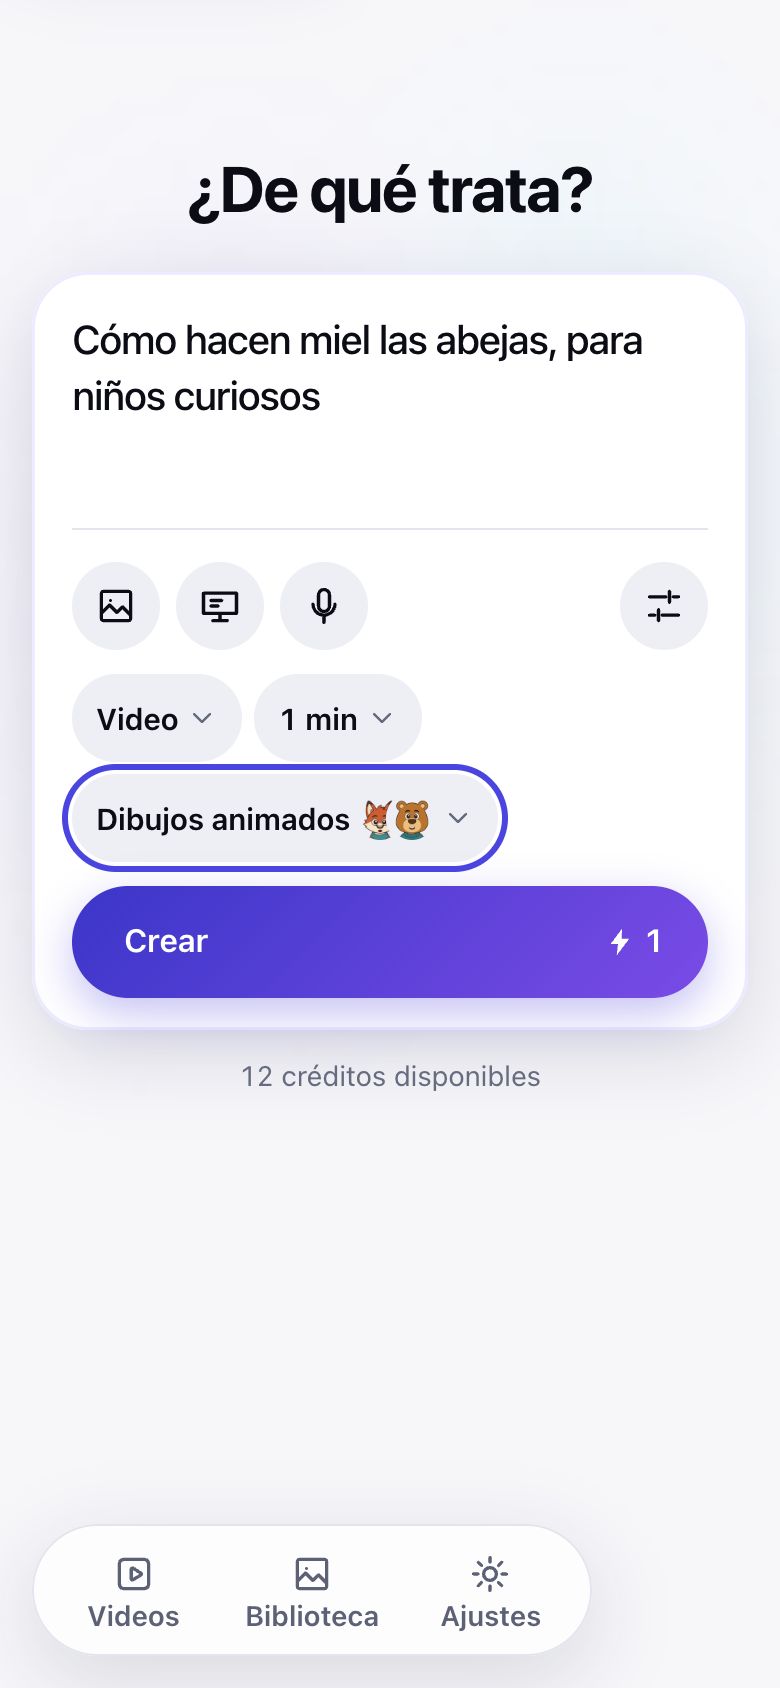 ¿De qué trata?
Cómo hacen miel las abejas, para
niños curiosos
Video
1 min
Dibujos animados
Crear
1
12 créditos disponibles
Videos
Biblioteca
Ajustes